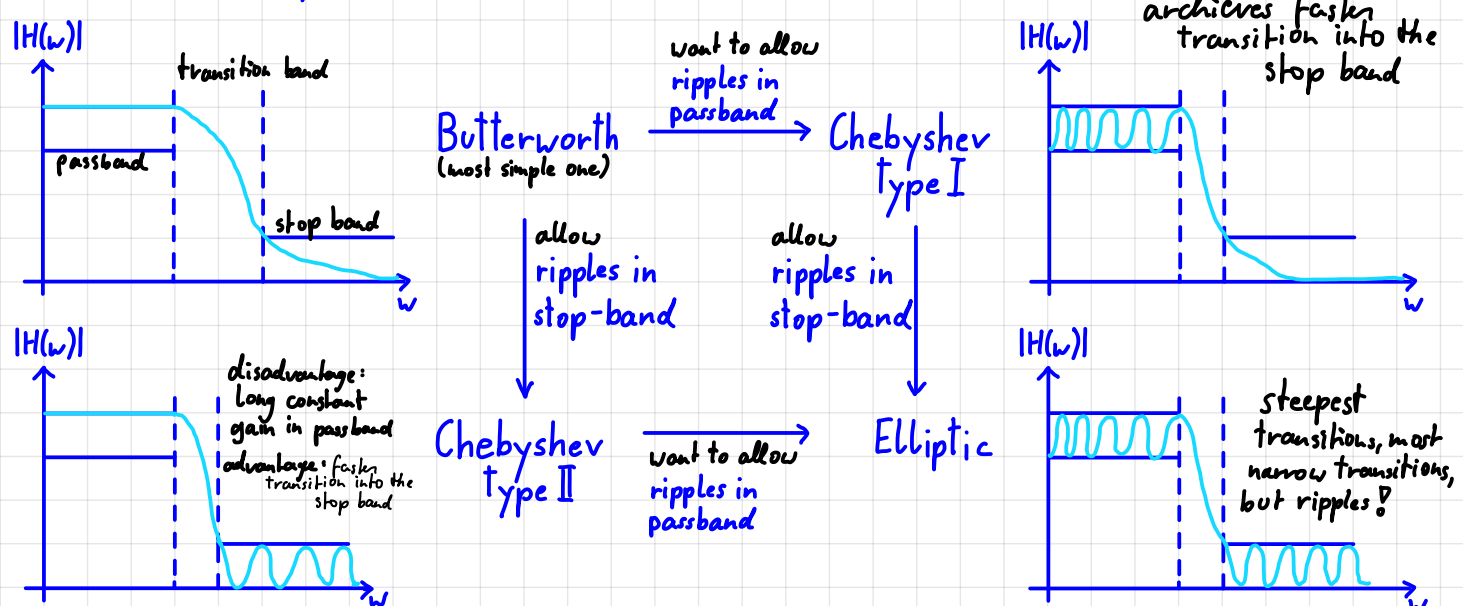 |H(w)|
transition band
passband
stop band
w
Butterworth
(most simple one)
want to allow
ripples in
passband
Chebyshev
type I
|H(w)|
archieves faster
transition into the
stop band
w
allow
ripples in
stop-band
allow
ripples in
stop-band
|H(w)|
disadvantage:
long constant
gain in passband
advantage: faster
transition into the
stop band
w
Chebyshev
type II
want to allow
ripples in
passband
Elliptic
|H(w)|
steepest
transitions, most
narrow transitions,
but ripples!
w